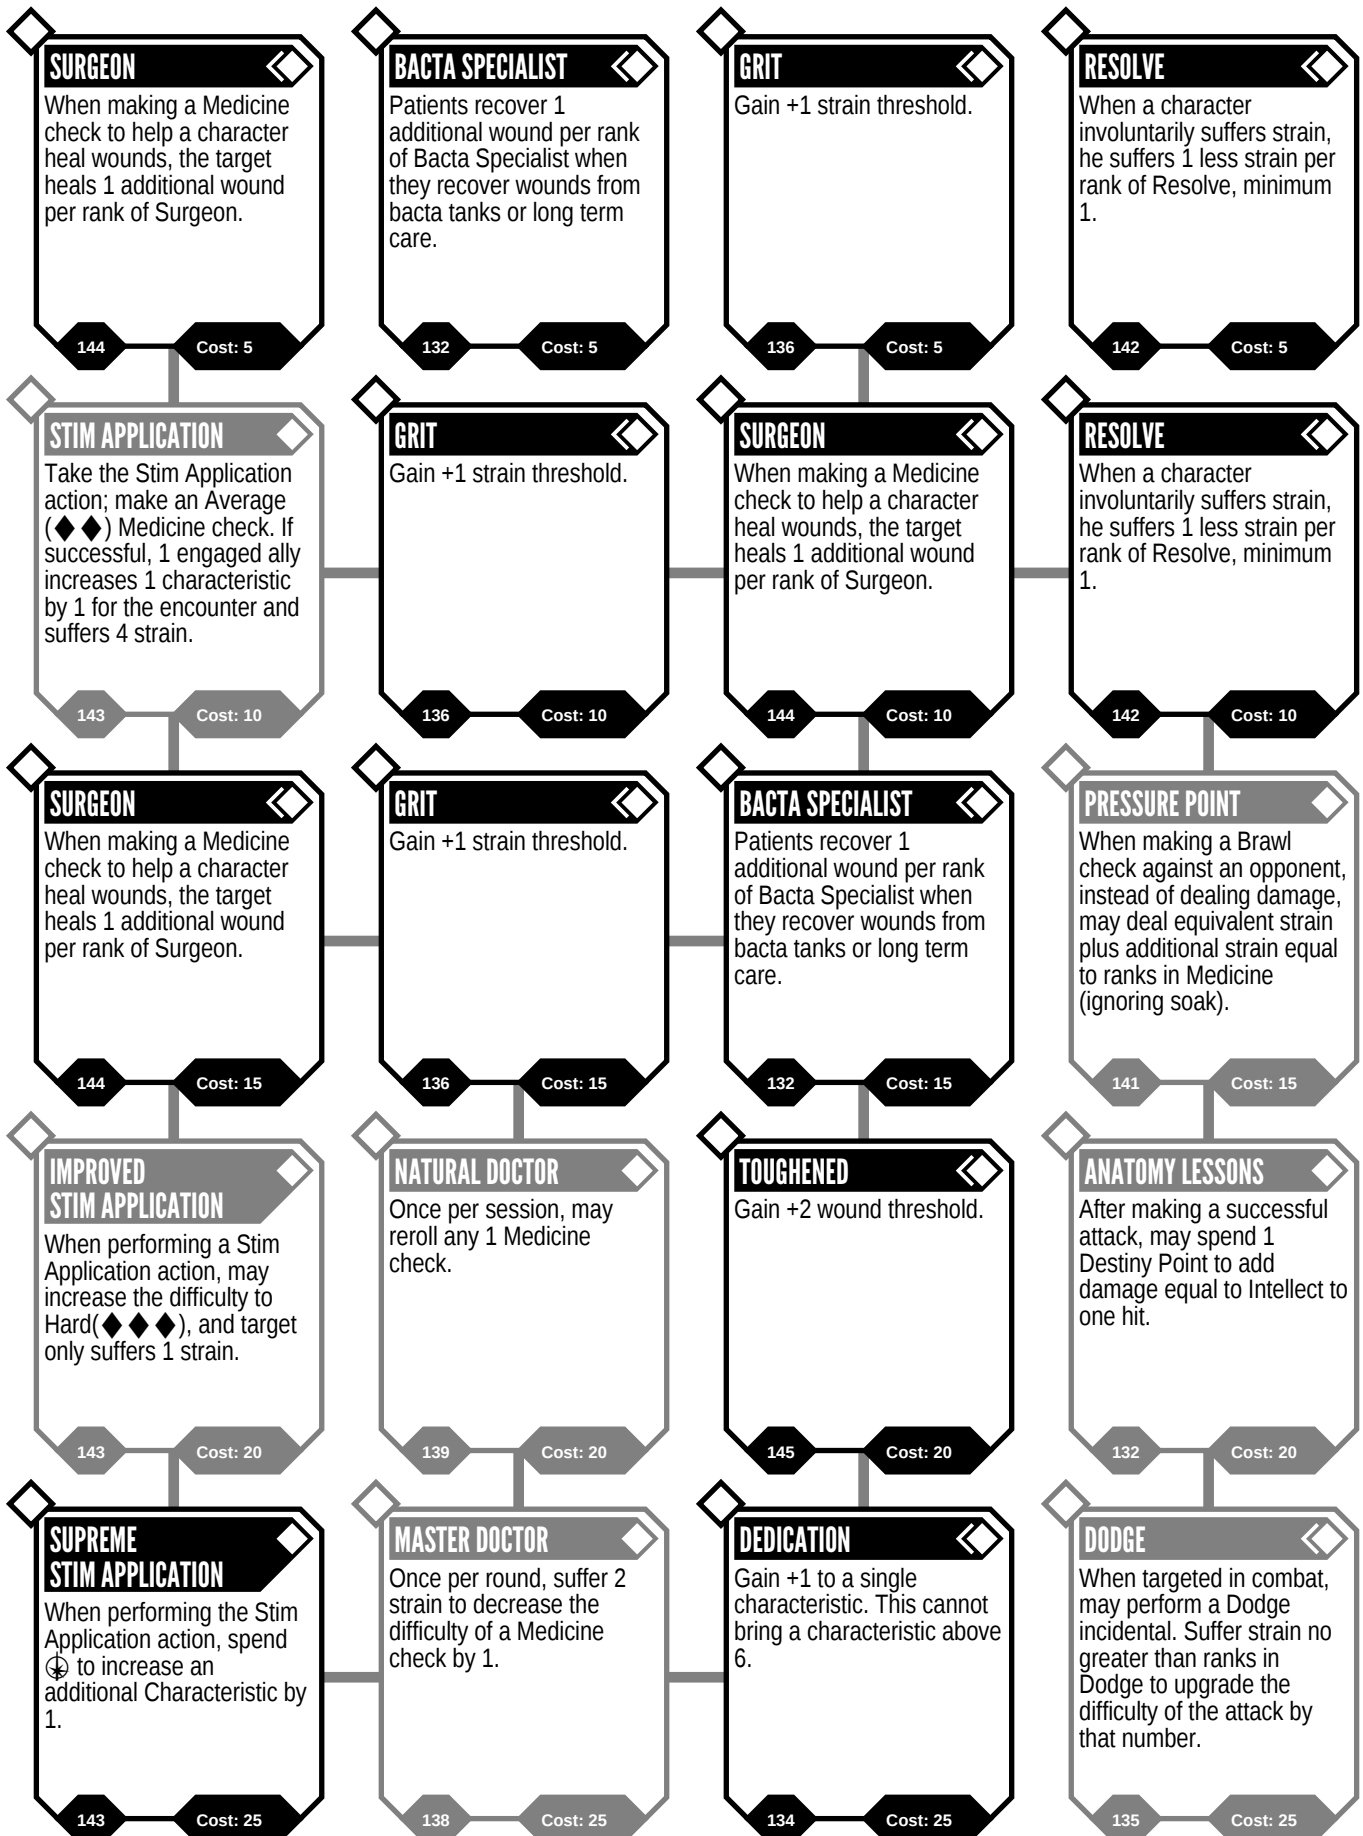 SURGEON
When making a Medicine
check to help a character
heal wounds, the target
heals 1 additional wound
per rank of Surgeon.
144
Cost: 5
BACTA SPECIALIST
Patients recover 1
additional wound per rank
of Bacta Specialist when
they recover wounds from
bacta tanks or long term
care.
132
Cost: 5
GRIT
Gain +1 strain threshold.
136
Cost: 5
RESOLVE
When a character
involuntarily suffers strain,
he suffers 1 less strain per
rank of Resolve, minimum
1.
142
Cost: 5
STIM APPLICATION
Take the Stim Application
action; make an Average
(♦ ♦) Medicine check. If
successful, 1 engaged ally
increases 1 characteristic
by 1 for the encounter and
suffers 4 strain.
143
Cost: 10
GRIT
Gain +1 strain threshold.
136
Cost: 10
SURGEON
When making a Medicine
check to help a character
heal wounds, the target
heals 1 additional wound
per rank of Surgeon.
144
Cost: 10
RESOLVE
When a character
involuntarily suffers strain,
he suffers 1 less strain per
rank of Resolve, minimum
1.
142
Cost: 10
SURGEON
When making a Medicine
check to help a character
heal wounds, the target
heals 1 additional wound
per rank of Surgeon.
144
Cost: 15
GRIT
Gain +1 strain threshold.
136
Cost: 15
BACTA SPECIALIST
Patients recover 1
additional wound per rank
of Bacta Specialist when
they recover wounds from
bacta tanks or long term
care.
132
Cost: 15
PRESSURE POINT
When making a Brawl
check against an opponent,
instead of dealing damage,
may deal equivalent strain
plus additional strain equal
to ranks in Medicine
(ignoring soak).
141
Cost: 15
IMPROVED
STIM APPLICATION
When performing a Stim
Application action, may
increase the difficulty to
Hard(♦ ♦ ♦), and target
only suffers 1 strain.
143
Cost: 20
NATURAL DOCTOR
Once per session, may
reroll any 1 Medicine
check.
139
Cost: 20
TOUGHENED
Gain +2 wound threshold.
145
Cost: 20
ANATOMY LESSONS
After making a successful
attack, may spend 1
Destiny Point to add
damage equal to Intellect to
one hit.
132
Cost: 20
SUPREME
STIM APPLICATION
When performing the Stim
Application action, spend
to increase an
additional Characteristic by
1.
143
Cost: 25
MASTER DOCTOR
Once per round, suffer 2
strain to decrease the
difficulty of a Medicine
check by 1.
138
Cost: 25
DEDICATION
Gain +1 to a single
characteristic. This cannot
bring a characteristic above
6.
134
Cost: 25
DODGE
When targeted in combat,
may perform a Dodge
incidental. Suffer strain no
greater than ranks in
Dodge to upgrade the
difficulty of the attack by
that number.
135
Cost: 25